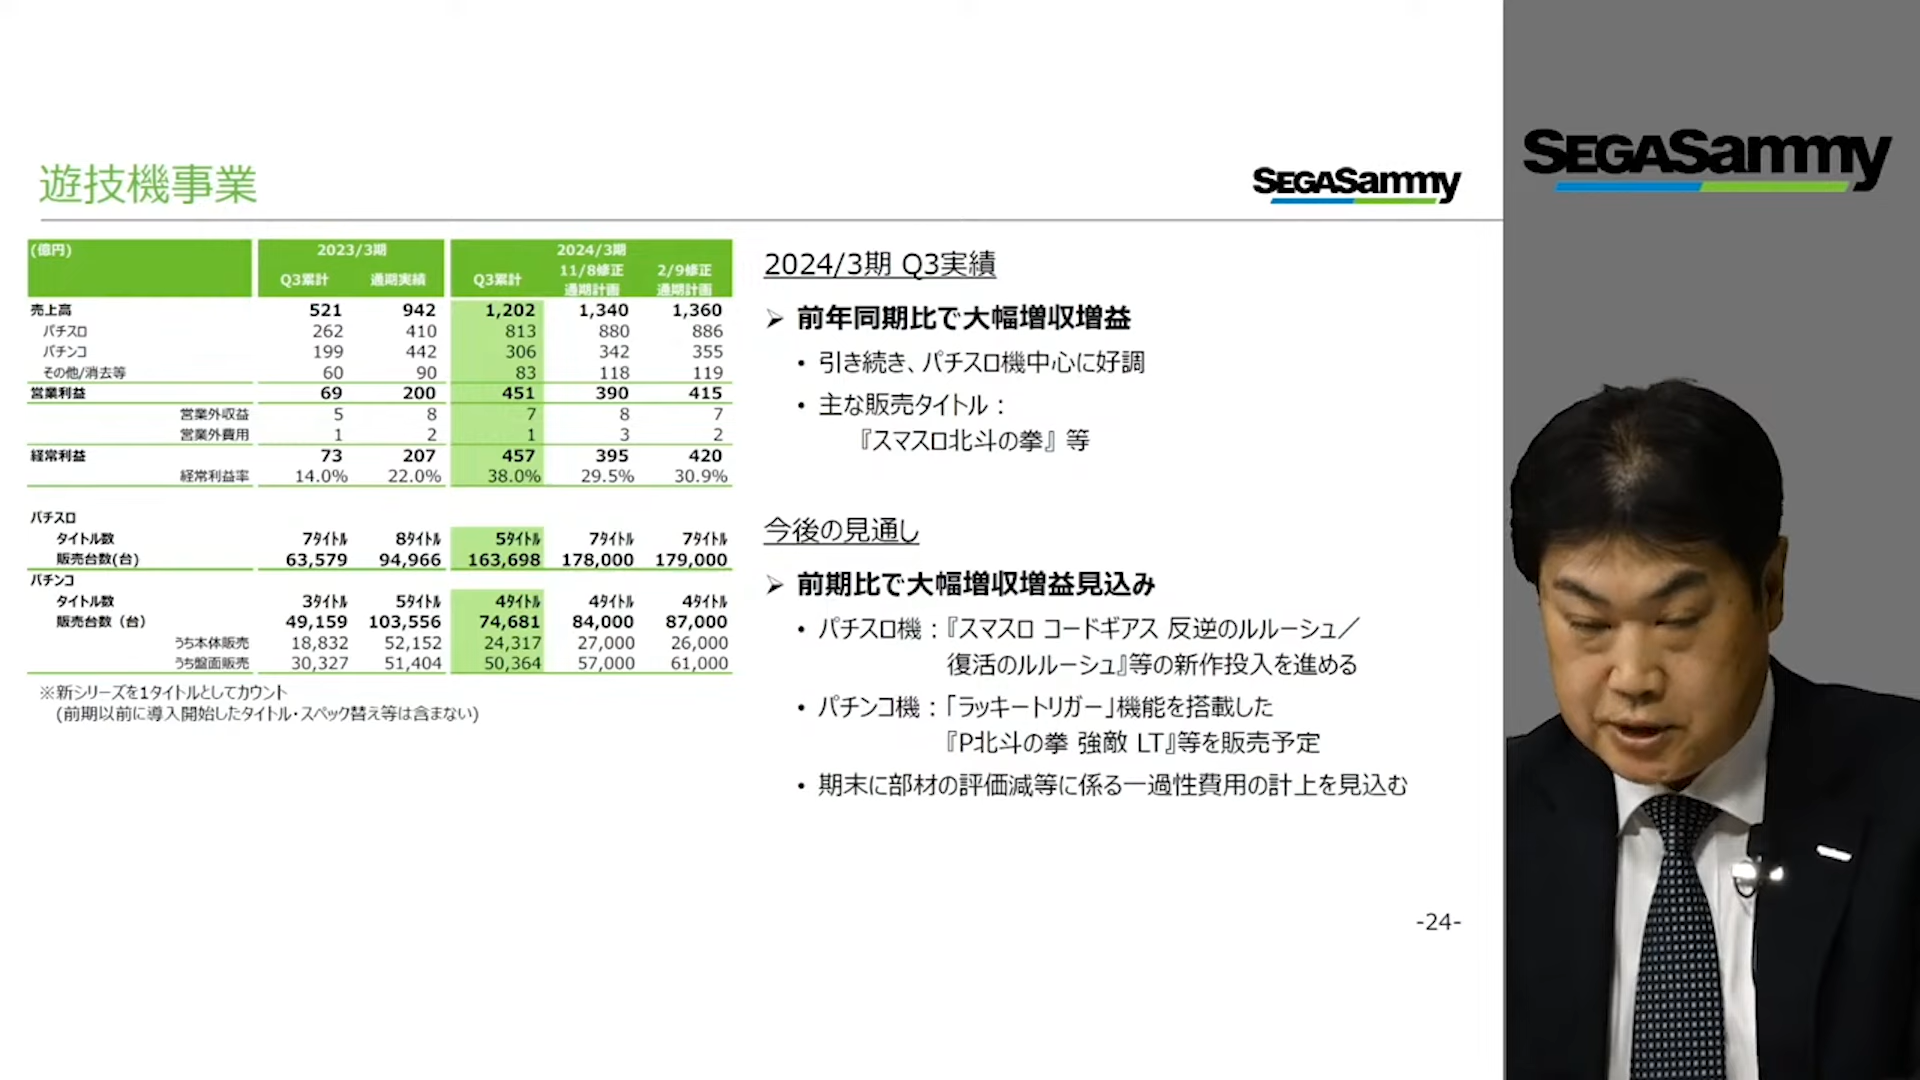 遊技機事業
SEGASammy
SEGASammy
(億円) 2023/3期 2024/3期
Q3累計 通期実績 Q3累計 11/8修正 通期計画 2/9修正 通期計画
売上高 521 942 1,202 1,340 1,360
パチスロ 262 410 813 880 886
パチンコ 199 442 306 342 355
その他/消去等 60 90 83 118 119
営業利益 69 200 451 390 415
営業外収益 5 8 7 8 7
営業外費用 1 2 1 3 2
経常利益 73 207 457 395 420
経常利益率 14.0% 22.0% 38.0% 29.5% 30.9%
パチスロ
タイトル数 7ﾀｲﾄﾙ 8ﾀｲﾄﾙ 5ﾀｲﾄﾙ 7ﾀｲﾄﾙ 7ﾀｲﾄﾙ
販売台数(台) 63,579 94,966 163,698 178,000 179,000
パチンコ
タイトル数 3ﾀｲﾄﾙ 5ﾀｲﾄﾙ 4ﾀｲﾄﾙ 4ﾀｲﾄﾙ 4ﾀｲﾄﾙ
販売台数（台） 49,159 103,556 74,681 84,000 87,000
うち本体販売 18,832 52,152 24,317 27,000 26,000
うち盤面販売 30,327 51,404 50,364 57,000 61,000
※新シリーズを1タイトルとしてカウント
(前期以前に導入開始したタイトル・スペック替え等は含まない)
2024/3期 Q3実績
➢ 前年同期比で大幅増収増益
• 引き続き、パチスロ機中心に好調
• 主な販売タイトル：
『スマスロ北斗の拳』 等
今後の見通し
➢ 前期比で大幅増収増益見込み
• パチスロ機：『スマスロ コードギアス 反逆のルルーシュ／
復活のルルーシュ』等の新作投入を進める
• パチンコ機：「ラッキートリガー」機能を搭載した
『P北斗の拳 強敵 LT』等を販売予定
• 期末に部材の評価減等に係る一過性費用の計上を見込む
-24-